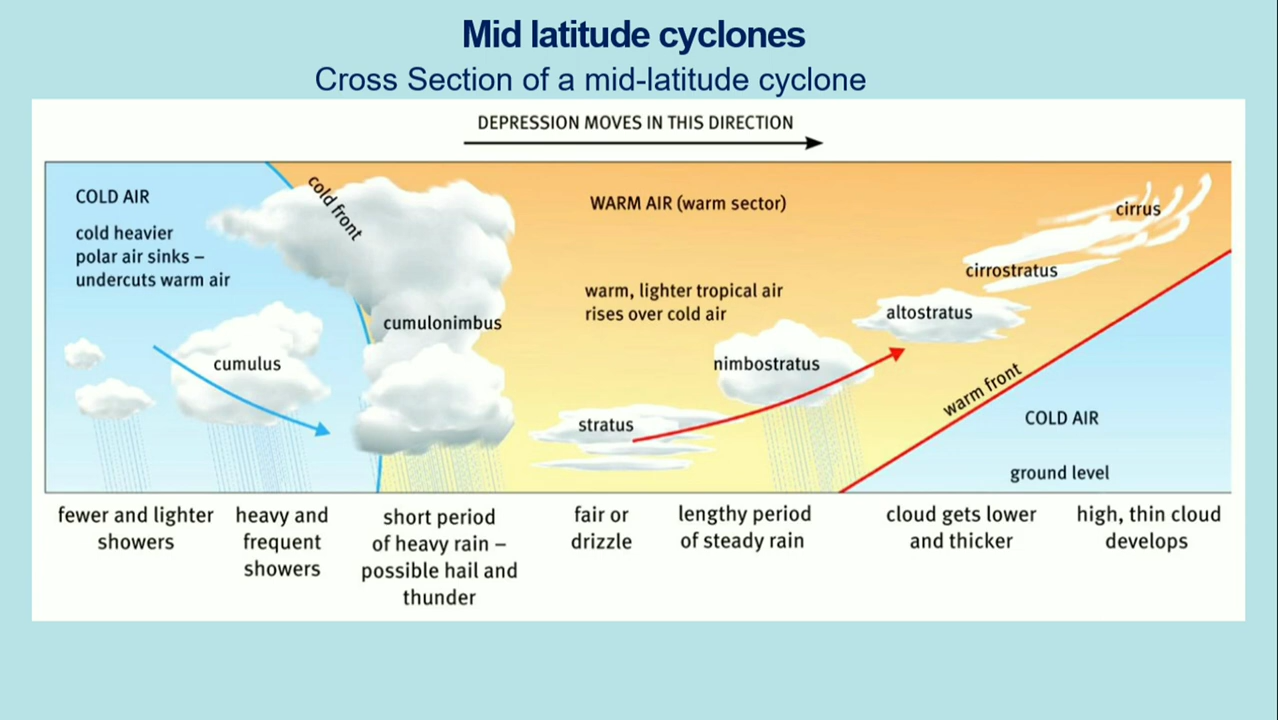 Mid latitude cyclones
Cross Section of a mid-latitude cyclone
DEPRESSION MOVES IN THIS DIRECTION
COLD AIR
cold heavier
polar air sinks –
undercuts warm air
cold front
WARM AIR (warm sector)
warm, lighter tropical air
rises over cold air
cumulus
cumulonimbus
stratus
nimbostratus
altostratus
cirrostratus
cirrus
warm front
COLD AIR
ground level
fewer and lighter
showers
heavy and
frequent
showers
short period
of heavy rain –
possible hail and
thunder
fair or
drizzle
lengthy period
of steady rain
cloud gets lower
and thicker
high, thin cloud
develops